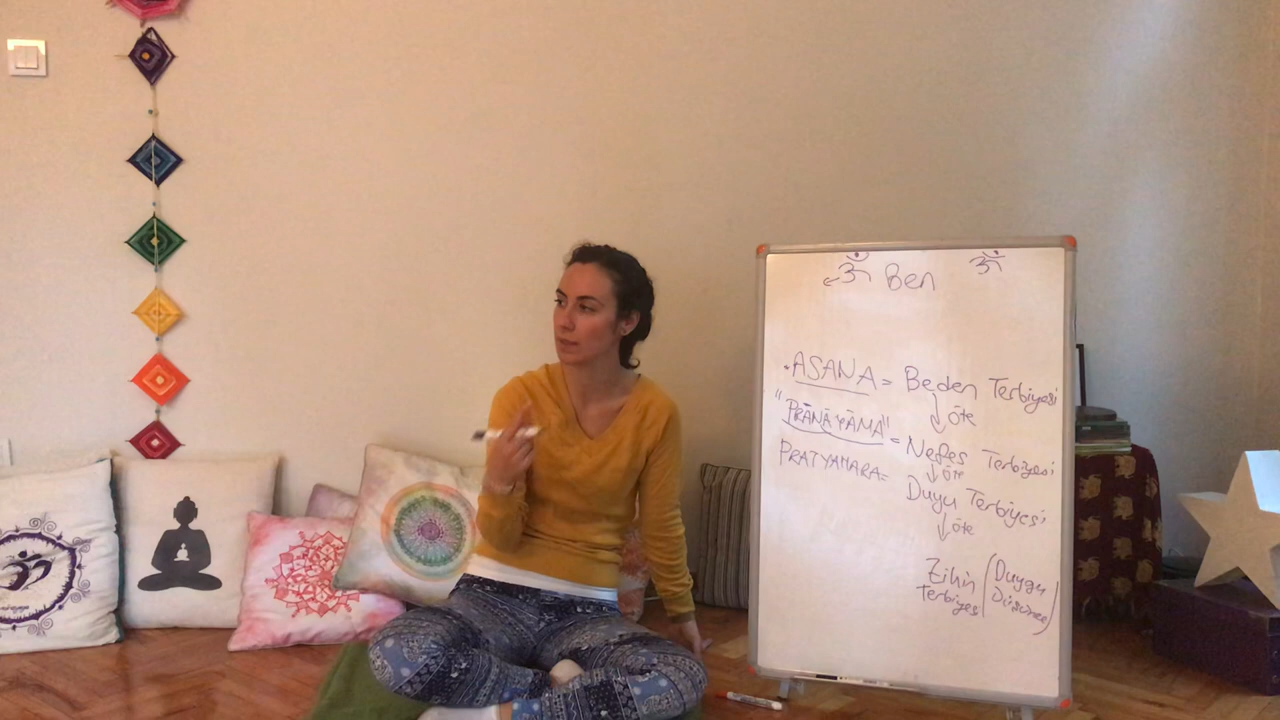 ॐ Ben ॐ
• ASANA = Beden Terbiyesi
↓ öte
"PRĀNĀYĀMA" = Nefes Terbiyesi
↓ öte
PRATYAHARA = Duyu Terbiyesi
↓ öte
Zihin (Duygu
Terbiyesi Düşünce)